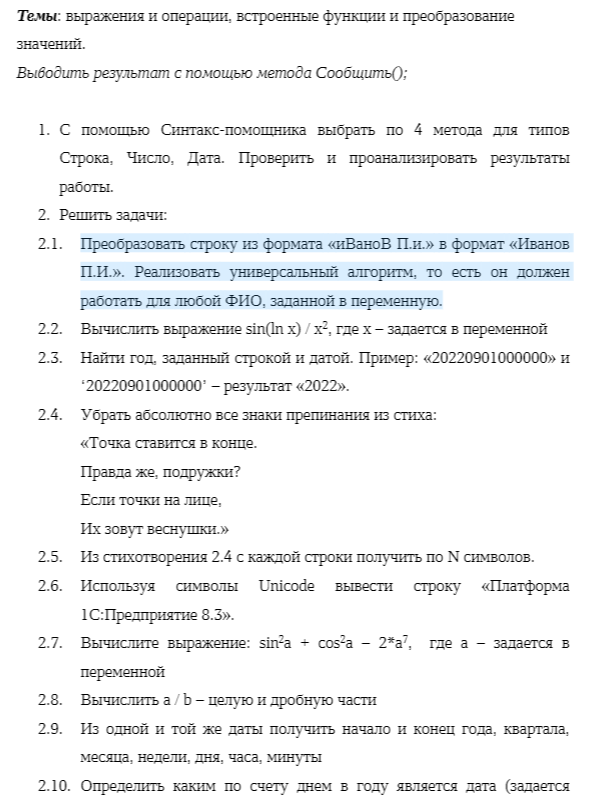 Темы: выражения и операции, встроенные функции и преобразование
значений.
Выводить результат с помощью метода Сообщить();
1. С помощью Синтакс-помощника выбрать по 4 метода для типов
Строка, Число, Дата. Проверить и проанализировать результаты
работы.
2. Решить задачи:
2.1. Преобразовать строку из формата «иВаноВ П.и.» в формат «Иванов
П.И.». Реализовать универсальный алгоритм, то есть он должен
работать для любой ФИО, заданной в переменную.
2.2. Вычислить выражение sin(ln x) / x², где x – задается в переменной
2.3. Найти год, заданный строкой и датой. Пример: «20220901000000» и
‘20220901000000’ – результат «2022».
2.4. Убрать абсолютно все знаки препинания из стиха:
«Точка ставится в конце.
Правда же, подружки?
Если точки на лице,
Их зовут веснушки.»
2.5. Из стихотворения 2.4 с каждой строки получить по N символов.
2.6. Используя символы Unicode вывести строку «Платформа
1С:Предприятие 8.3».
2.7. Вычислите выражение: sin²a + cos²a – 2*a⁷, где a – задается в
переменной
2.8. Вычислить a / b – целую и дробную части
2.9. Из одной и той же даты получить начало и конец года, квартала,
месяца, недели, дня, часа, минуты
2.10. Определить каким по счету днем в году является дата (задается